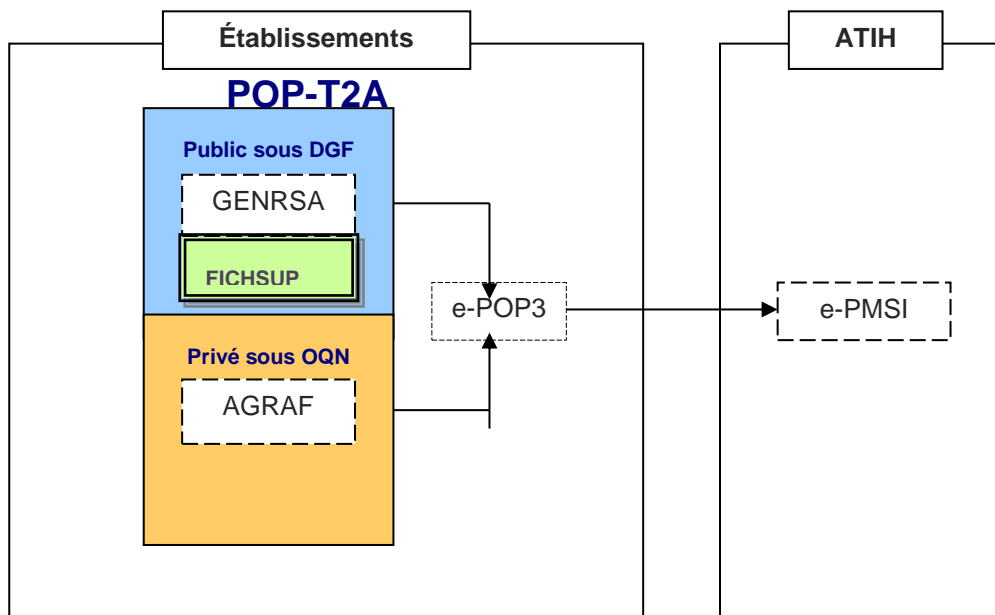 Établissements
ATIH
POP-T2A
Public sous DGF
GENRSA
FICHSUP
e-POP3
e-PMSI
Privé sous OQN
AGRAF